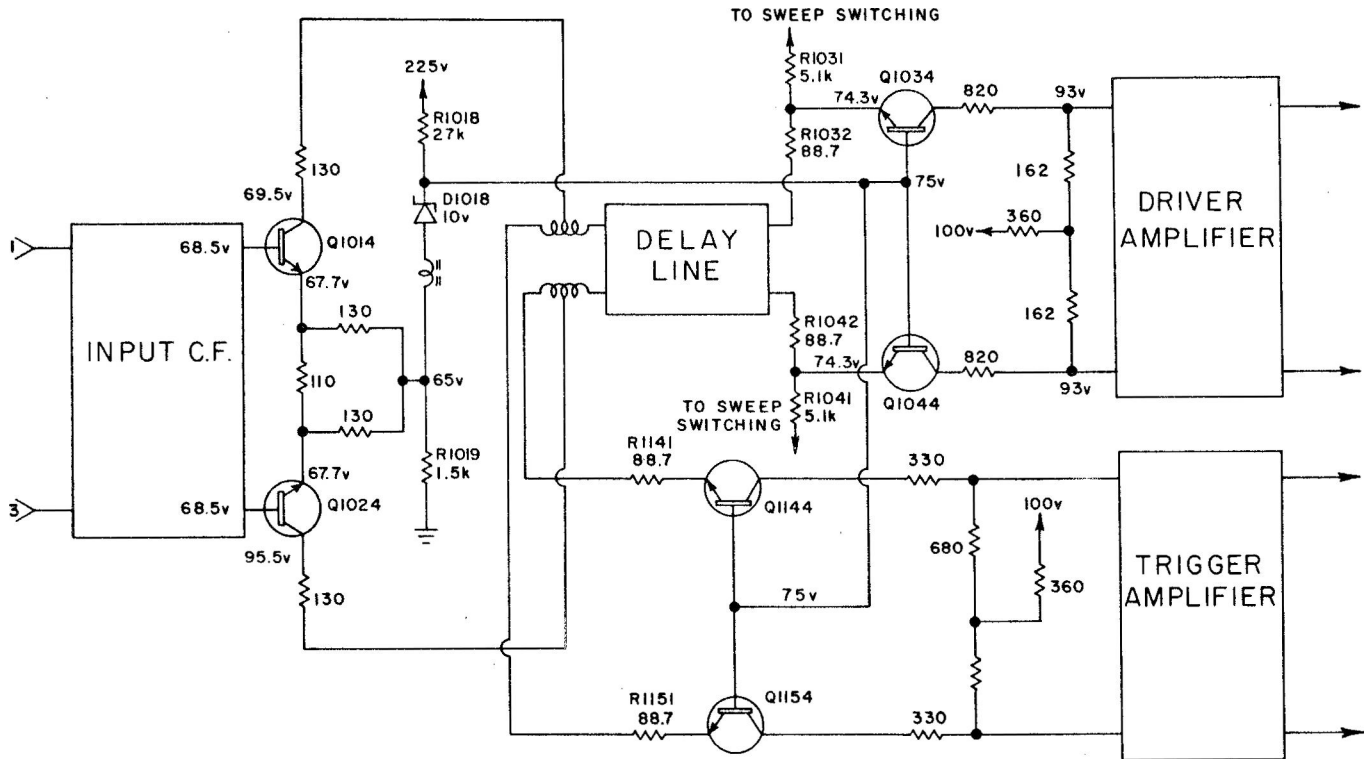 TO SWEEP SWITCHING
R1031
5.1k
Q1034
820
93v
225v
74.3v
R1018
27k
R1032
88.7
130
162
69.5v
D1018
10v
75v
DELAY
LINE
360
100v
DRIVER
AMPLIFIER
1
68.5v
Q1014
67.7v
130
INPUT C.F.
110
65v
R1042
88.7
162
74.3v
820
93v
Q1044
130
R1041
5.1k
TO SWEEP
SWITCHING
R1019
1.5k
67.7v
R1141
88.7
330
3
68.5v
Q1024
Q1144
100v
95.5v
680
360
TRIGGER
AMPLIFIER
130
75v
R1151
88.7
Q1154
330